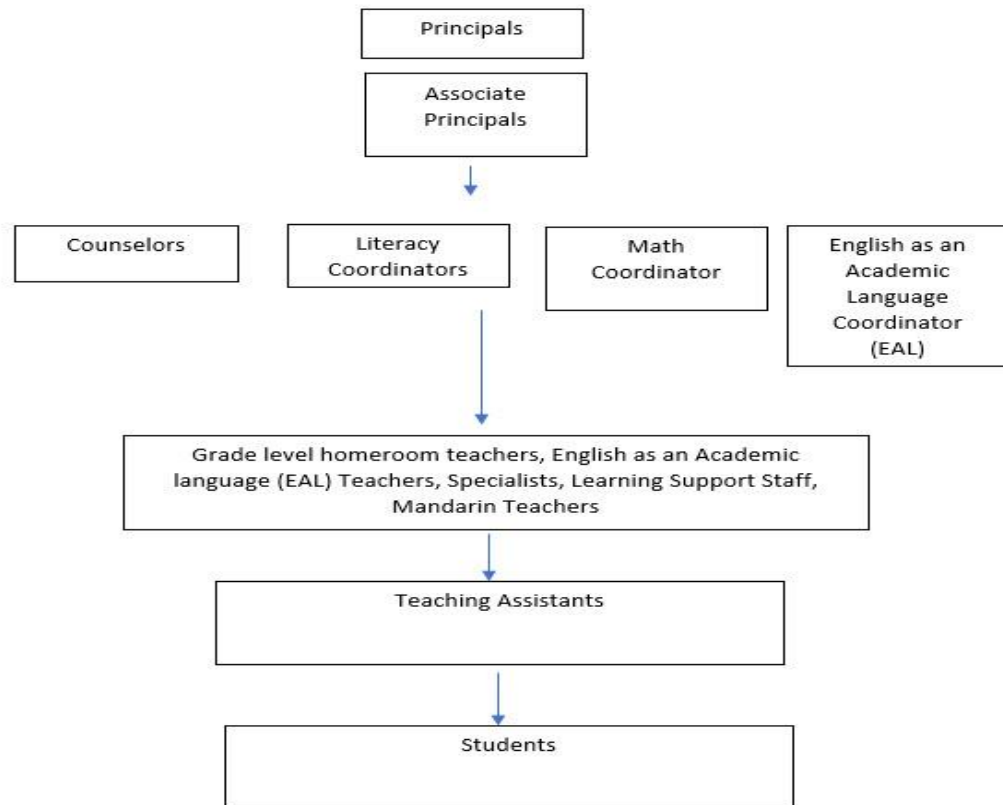 Principals
Associate
Principals
Counselors
Literacy
Coordinators
Math
Coordinator
English as an
Academic
Language
Coordinator
(EAL)
Grade level homeroom teachers, English as an Academic
language (EAL) Teachers, Specialists, Learning Support Staff,
Mandarin Teachers
Teaching Assistants
Students